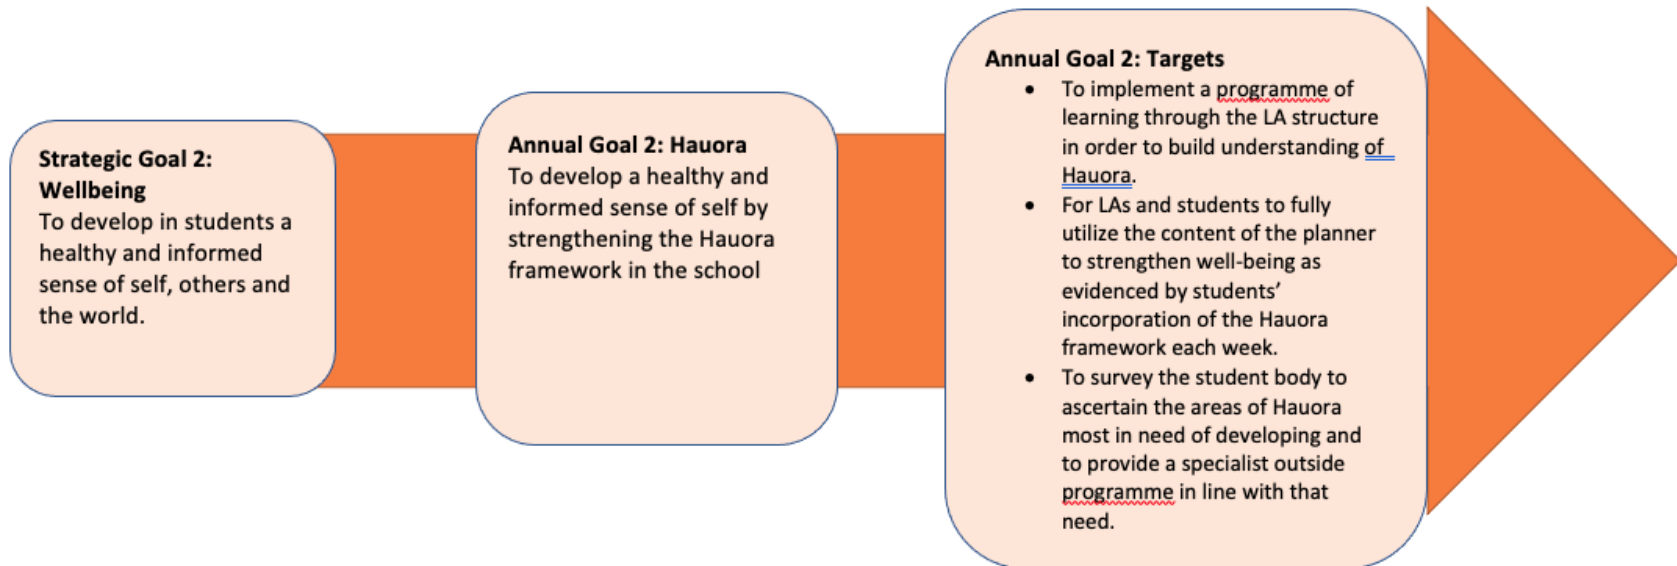 Strategic Goal 2:
Wellbeing
To develop in students a
healthy and informed
sense of self, others and
the world.
Annual Goal 2: Hauora
To develop a healthy and
informed sense of self by
strengthening the Hauora
framework in the school
Annual Goal 2: Targets
• To implement a programme of
learning through the LA structure
in order to build understanding of
Hauora.
• For LAs and students to fully
utilize the content of the planner
to strengthen well-being as
evidenced by students’
incorporation of the Hauora
framework each week.
• To survey the student body to
ascertain the areas of Hauora
most in need of developing and
to provide a specialist outside
programme in line with that
need.